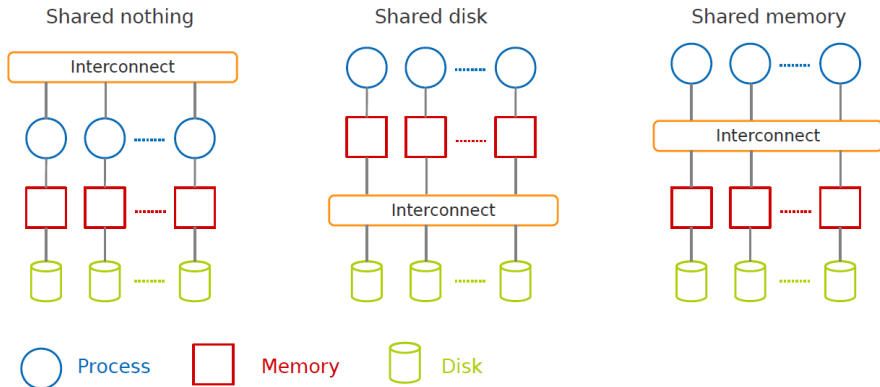 Shared nothing
Interconnect
Shared disk
Interconnect
Shared memory
Interconnect
Process
Memory
Disk